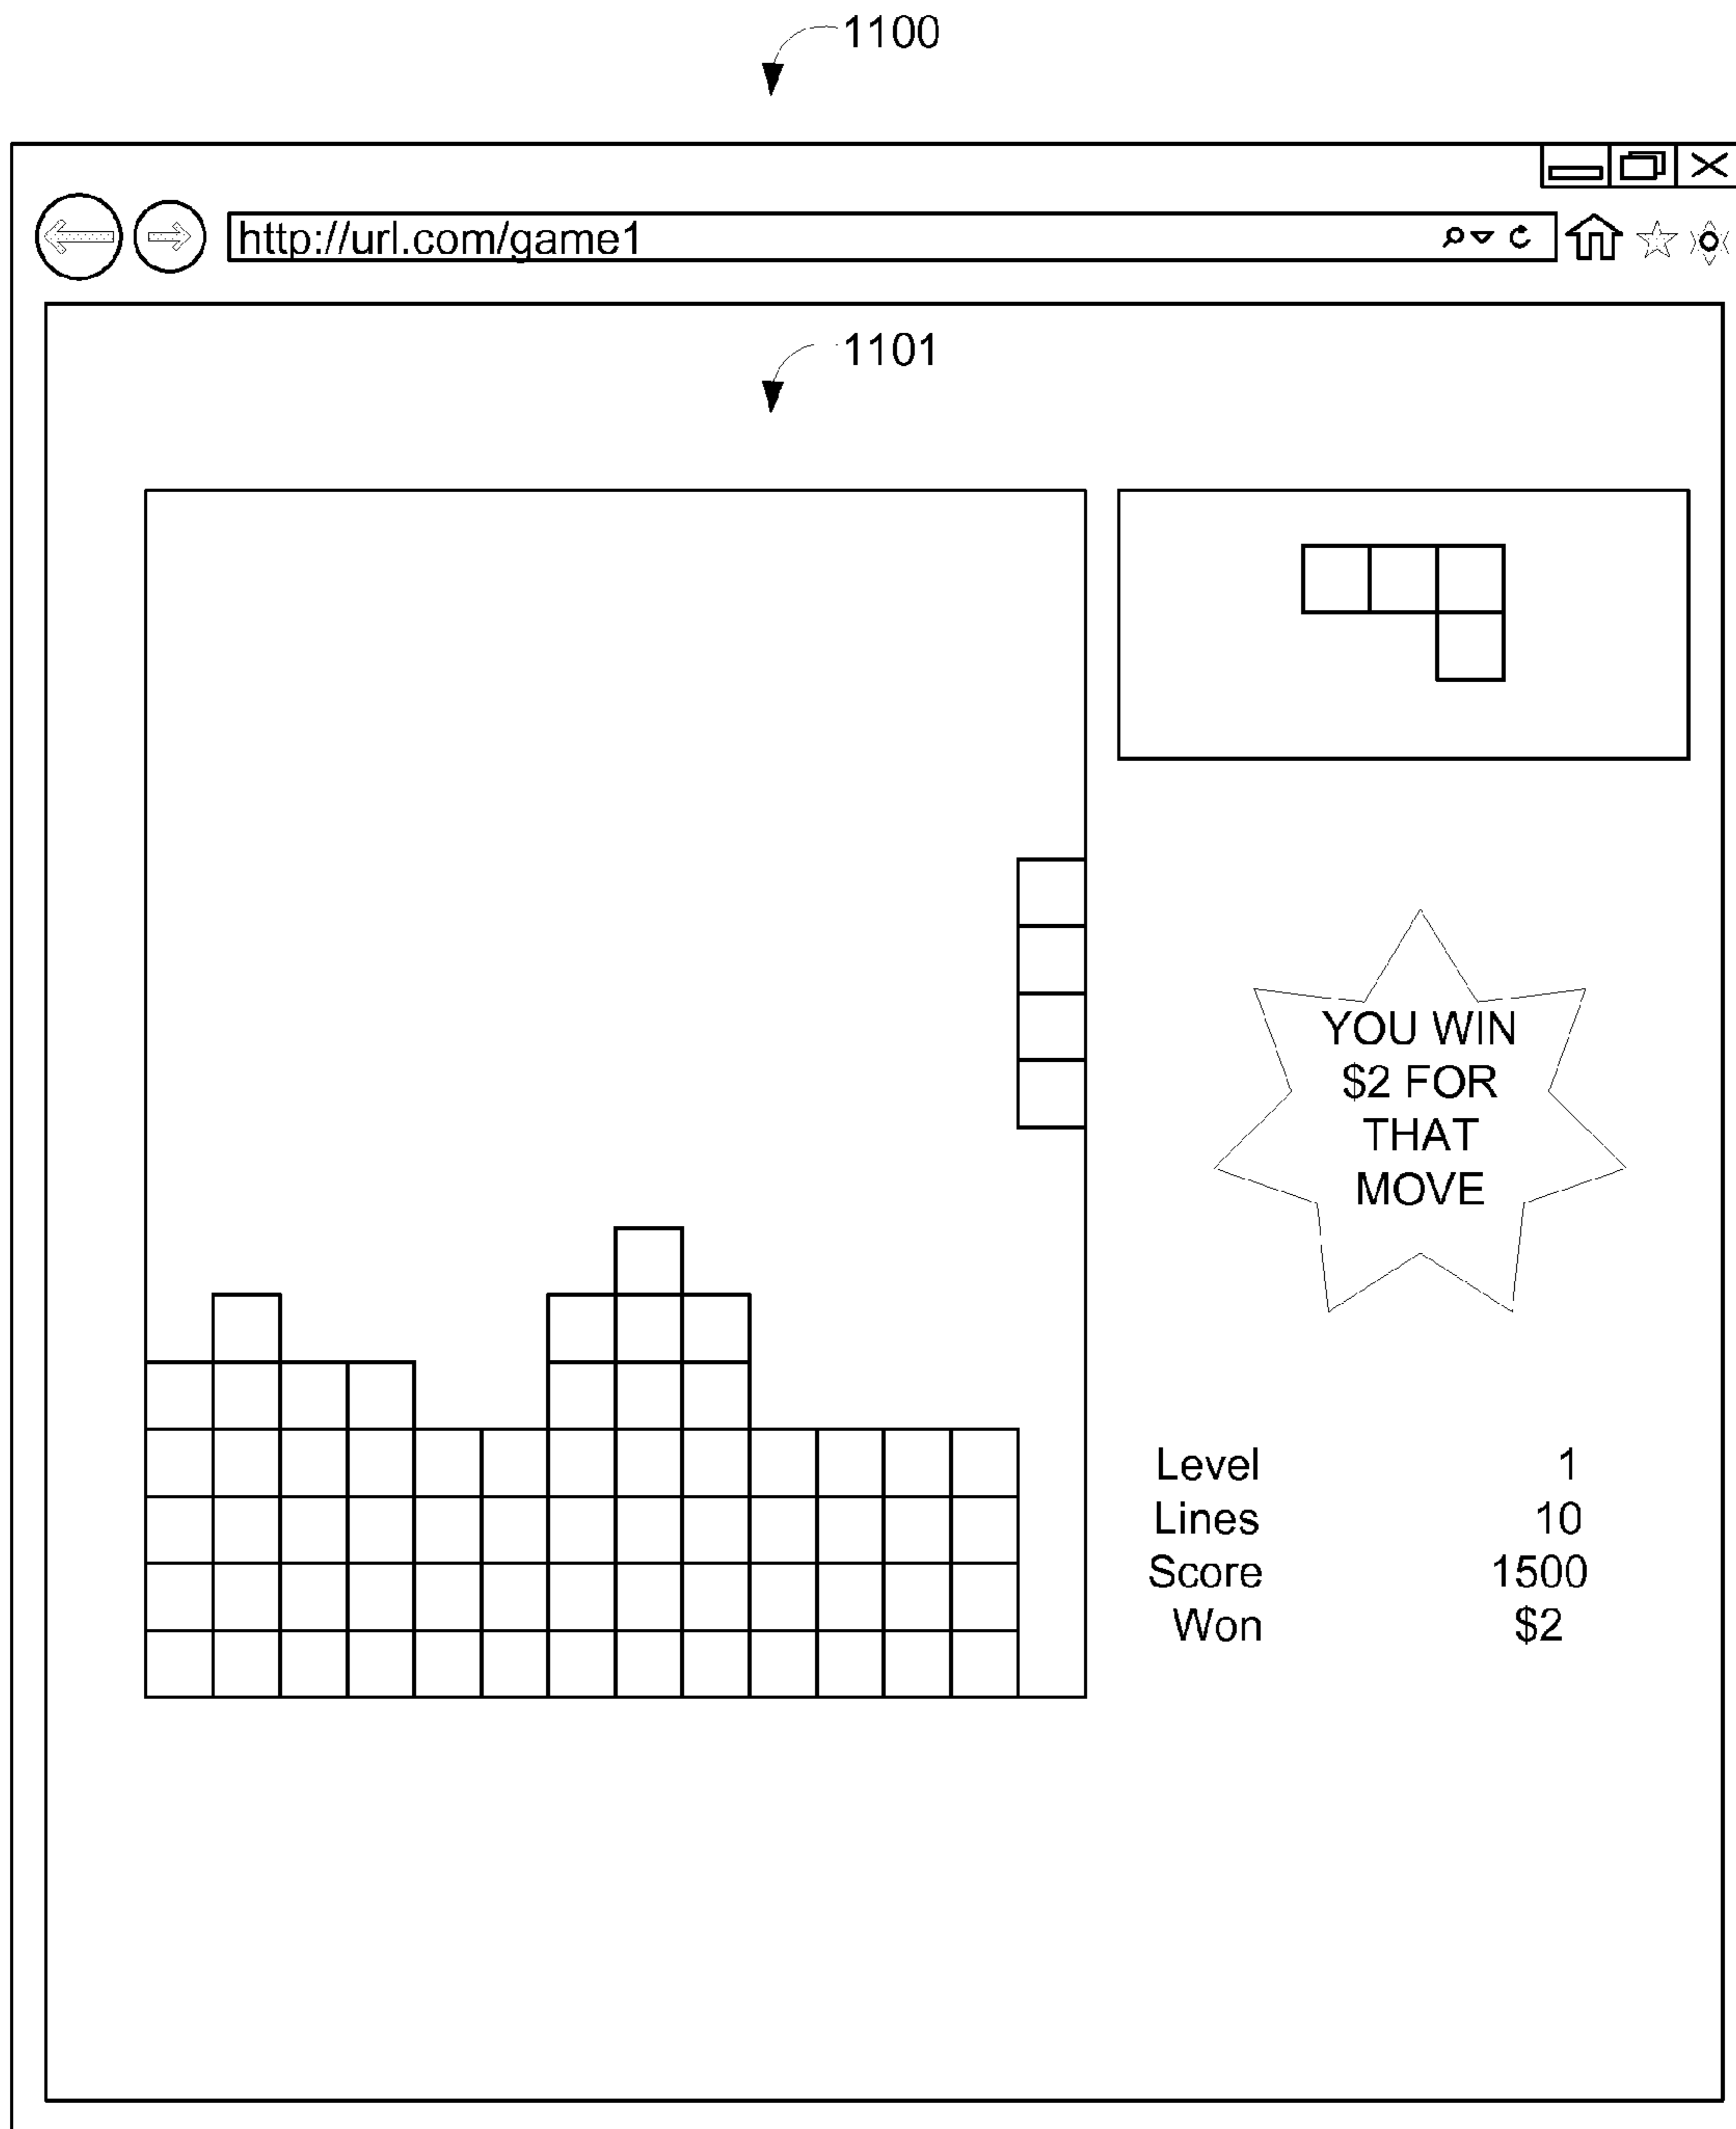 1100
http://url.com/game1
1101
YOU WIN
$2 FOR
THAT
MOVE
Level 1
Lines 10
Score 1500
Won $2